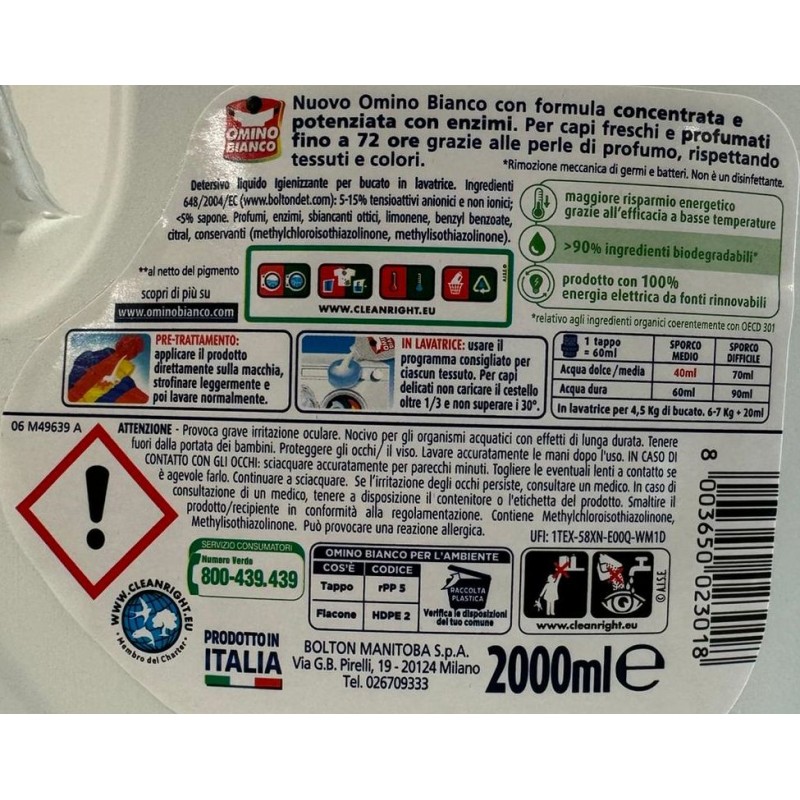 OMINO
BIANCO
Nuovo Omino Bianco con formula concentrata e
potenziata con enzimi. Per capi freschi e profumati
fino a 72 ore grazie alle perle di profumo, rispettando
tessuti e colori.
*Rimozione meccanica di germi e batteri. Non è un disinfettante.
Detersivo liquido Igienizzante per bucato in lavatrice. Ingredienti
648/2004/EC (www.boltondet.com): 5-15% tensioattivi anionici e non ionici;
<5% sapone. Profumi, enzimi, sbiancanti ottici, limonene, benzyl benzoate,
citral, conservanti (methylchloroisothiazolinone, methylisothiazolinone).
maggiore risparmio energetico
grazie all'efficacia a basse temperature
>90% ingredienti biodegradabili*
prodotto con 100%
energia elettrica da fonti rinnovabili
*relativo agli ingredienti organici coerentemente con OECD 301
**al netto del pigmento
scopri di più su
www.ominobianco.com
WWW.CLEANRIGHT.EU
A.I.S.E.
PRE-TRATTAMENTO:
applicare il prodotto
direttamente sulla macchia,
strofinare leggermente e
poi lavare normalmente.
IN LAVATRICE: usare il
programma consigliato per
ciascun tessuto. Per capi
delicati non caricare il cestello
oltre 1/3 e non superare i 30°.
1 tappo = 60ml SPORCO MEDIO SPORCO DIFFICILE
Acqua dolce/media 40ml 70ml
Acqua dura 60ml 90ml
In lavatrice per 4,5 Kg di bucato. 6-7 Kg + 20ml
06 M49639 A
ATTENZIONE - Provoca grave irritazione oculare. Nocivo per gli organismi acquatici con effetti di lunga durata. Tenere
fuori dalla portata dei bambini. Proteggere gli occhi/ il viso. Lavare accuratamente le mani dopo l'uso. IN CASO DI
CONTATTO CON GLI OCCHI: sciacquare accuratamente per parecchi minuti. Togliere le eventuali lenti a contatto se
è agevole farlo. Continuare a sciacquare. Se l'irritazione degli occhi persiste, consultare un medico. In caso di
consultazione di un medico, tenere a disposizione il contenitore o l'etichetta del prodotto. Smaltire il
prodotto/recipiente in conformità alla regolamentazione. Contiene Methylchloroisothiazolinone,
Methylisothiazolinone. Può provocare una reazione allergica.
UFI: 1TEX-58XN-E00Q-WM1D
SERVIZIO CONSUMATORI
Numero Verde
800-439.439
OMINO BIANCO PER L'AMBIENTE
COS'È CODICE
Tappo rPP 5
Flacone HDPE 2
RACCOLTA
PLASTICA
Verifica le disposizioni
del tuo comune
www.cleanright.eu
© A.I.S.E.
WWW.CLEANRIGHT.EU
Membro del Charter
PRODOTTO IN
ITALIA
BOLTON MANITOBA S.p.A.
Via G.B. Pirelli, 19 - 20124 Milano
Tel. 026709333
2000ml e
8 003650 023018